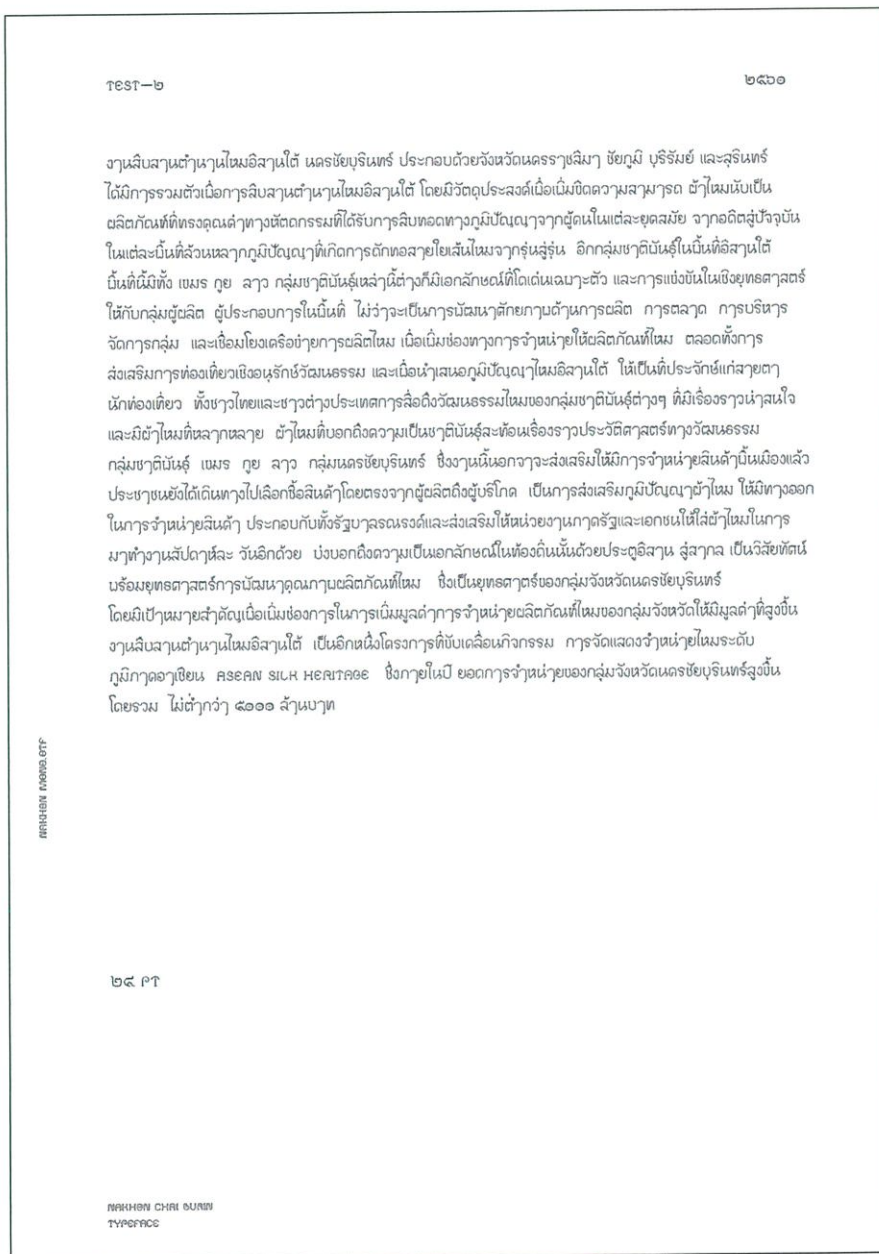 TEST–๒
๒๕๖๑
งานสืบสานตำนานไหมอีสานใต้ นครชัยบุรินทร์ ประกอบด้วยจังหวัดนครราชสีมา ชัยภูมิ บุรีรัมย์ และสุรินทร์
ได้มีการรวมตัวเพื่อการสืบสานตำนานไหมอีสานใต้ โดยมีวัตถุประสงค์เพื่อเพิ่มขีดความสามารถ ผ้าไหมนับเป็น
ผลิตภัณฑ์ที่ทรงคุณค่าทางหัตถกรรมที่ได้รับการสืบทอดทางภูมิปัญญาจากผู้คนในแต่ละยุคสมัย จากอดีตสู่ปัจจุบัน
ในแต่ละพื้นที่ล้วนหลากภูมิปัญญาที่เกิดการถักทอสายใยเส้นไหมจากรุ่นสู่รุ่น อีกกลุ่มชาติพันธุ์ในพื้นที่อีสานใต้
พื้นที่นี้มีทั้ง เขมร กูย ลาว กลุ่มชาติพันธุ์เหล่านี้ต่างก็มีเอกลักษณ์ที่โดดเด่นเฉพาะตัว และการแข่งขันในเชิงยุทธศาสตร์
ให้กับกลุ่มผู้ผลิต ผู้ประกอบการในพื้นที่ ไม่ว่าจะเป็นการพัฒนาศักยภาพด้านการผลิต การตลาด การบริหาร
จัดการกลุ่ม และเชื่อมโยงเครือข่ายการผลิตไหม เพื่อเพิ่มช่องทางการจำหน่ายให้ผลิตภัณฑ์ไหม ตลอดทั้งการ
ส่งเสริมการท่องเที่ยวเชิงอนุรักษ์วัฒนธรรม และเพื่อนำเสนอภูมิปัญญาไหมอีสานใต้ ให้เป็นที่ประจักษ์แก่สายตา
นักท่องเที่ยว ทั้งชาวไทยและชาวต่างประเทศการสื่อถึงวัฒนธรรมไหมของกลุ่มชาติพันธุ์ต่างๆ ที่มีเรื่องราวน่าสนใจ
และมีผ้าไหมที่หลากหลาย ผ้าไหมที่บอกถึงความเป็นชาติพันธุ์สะท้อนเรื่องราวประวัติศาสตร์ทางวัฒนธรรม
กลุ่มชาติพันธุ์ เขมร กูย ลาว กลุ่มนครชัยบุรินทร์ ซึ่งงานนี้นอกจาจะส่งเสริมให้มีการจำหน่ายสินค้าพื้นเมืองแล้ว
ประชาชนยังได้เดินทางไปเลือกซื้อสินค้าโดยตรงจากผู้ผลิตถึงผู้บริโภค เป็นการส่งเสริมภูมิปัญญาผ้าไหม ให้มีทางออก
ในการจำหน่ายสินค้า ประกอบกับทั้งรัฐบาลรณรงค์และส่งเสริมให้หน่วยงานภาครัฐและเอกชนให้ใส่ผ้าไหมในการ
มาทำงานสัปดาห์ละ วันอีกด้วย บ่งบอกถึงความเป็นเอกลักษณ์ในท้องถิ่นนั้นด้วยประตูอีสาน สู่สากล เป็นวิสัยทัศน์
พร้อมยุทธศาสตร์การพัฒนาคุณภาพผลิตภัณฑ์ไหม ซึ่งเป็นยุทธศาตร์ของกลุ่มจังหวัดนครชัยบุรินทร์
โดยมีเป้าหมายสำคัญเพื่อเพิ่มช่องการในการเพิ่มมูลค่าการจำหน่ายผลิตภัณฑ์ไหมของกลุ่มจังหวัดให้มีมูลค่าที่สูงขึ้น
งานสืบสานตำนานไหมอีสานใต้ เป็นอีกหนึ่งโครงการที่ขับเคลื่อนกิจกรรม การจัดแสดงจำหน่ายไหมระดับ
ภูมิภาคอาเซียน ASEAN SILK HERITAGE ซึ่งภายในปี ยอดการจำหน่ายของกลุ่มจังหวัดนครชัยบุรินทร์สูงขึ้น
โดยรวม ไม่ต่ำกว่า ๕๑๑๑ ล้านบาท
๒๔ PT
NAKHON CHAI BURIN
TYPEFACE